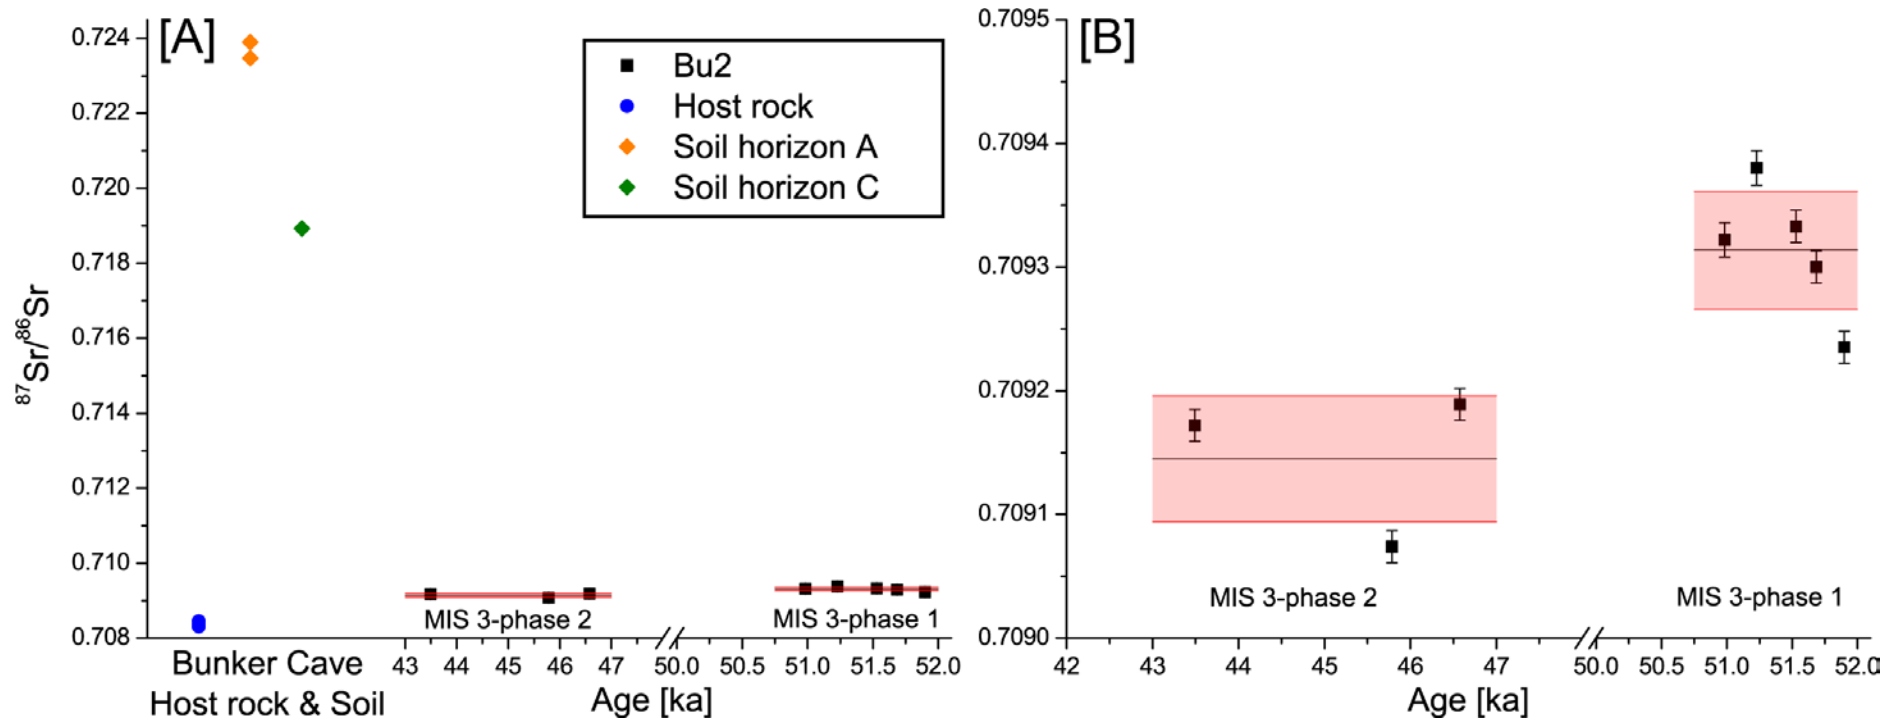 [A]
0.724
0.722
0.720
0.718
0.716
0.714
0.712
0.710
0.708
⁸⁷Sr/⁸⁶Sr
Bu2
Host rock
Soil horizon A
Soil horizon C
MIS 3-phase 2
MIS 3-phase 1
43 44 45 46 47 50.0 50.5 51.0 51.5 52.0
Bunker Cave
Host rock & Soil
Age [ka]
[B]
0.7095
0.7094
0.7093
0.7092
0.7091
0.7090
MIS 3-phase 2
MIS 3-phase 1
42 43 44 45 46 47 50.0 50.5 51.0 51.5 52.0
Age [ka]